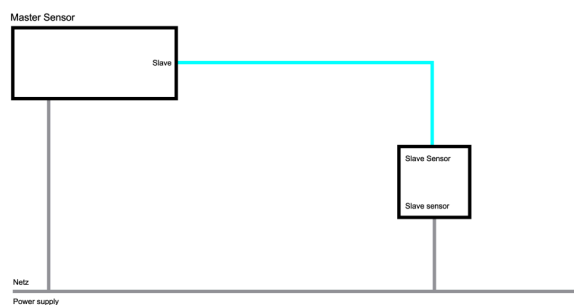 Master Sensor
Slave
Slave Sensor
Slave sensor
Netz
Power supply